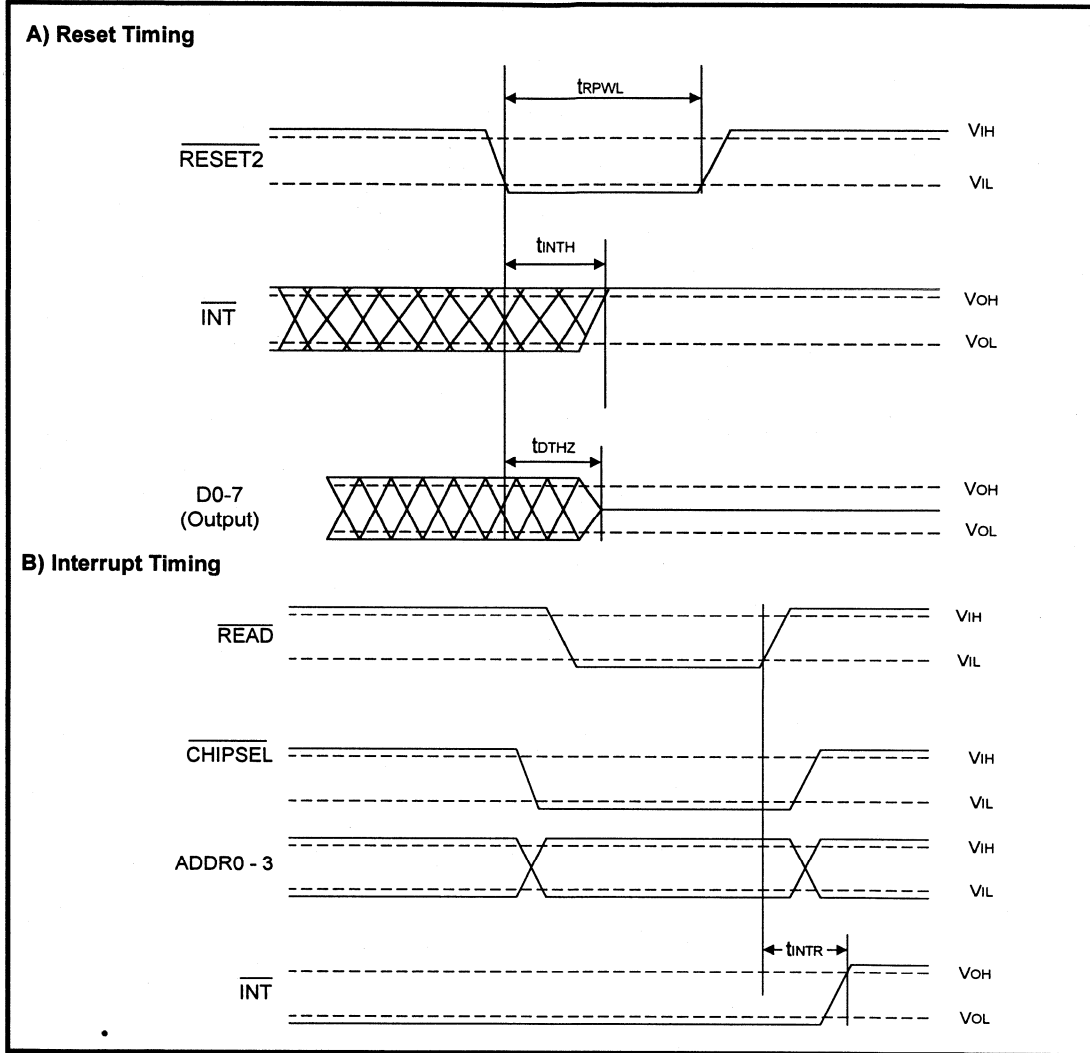 A) Reset Timing
tRPWL
RESET2
VIH
VIL
tINTH
INT
VOH
VOL
tDTHZ
D0-7
(Output)
VOH
VOL
B) Interrupt Timing
READ
VIH
VIL
CHIPSEL
VIH
VIL
ADDR0 - 3
VIH
VIL
tINTR
INT
VOH
VOL